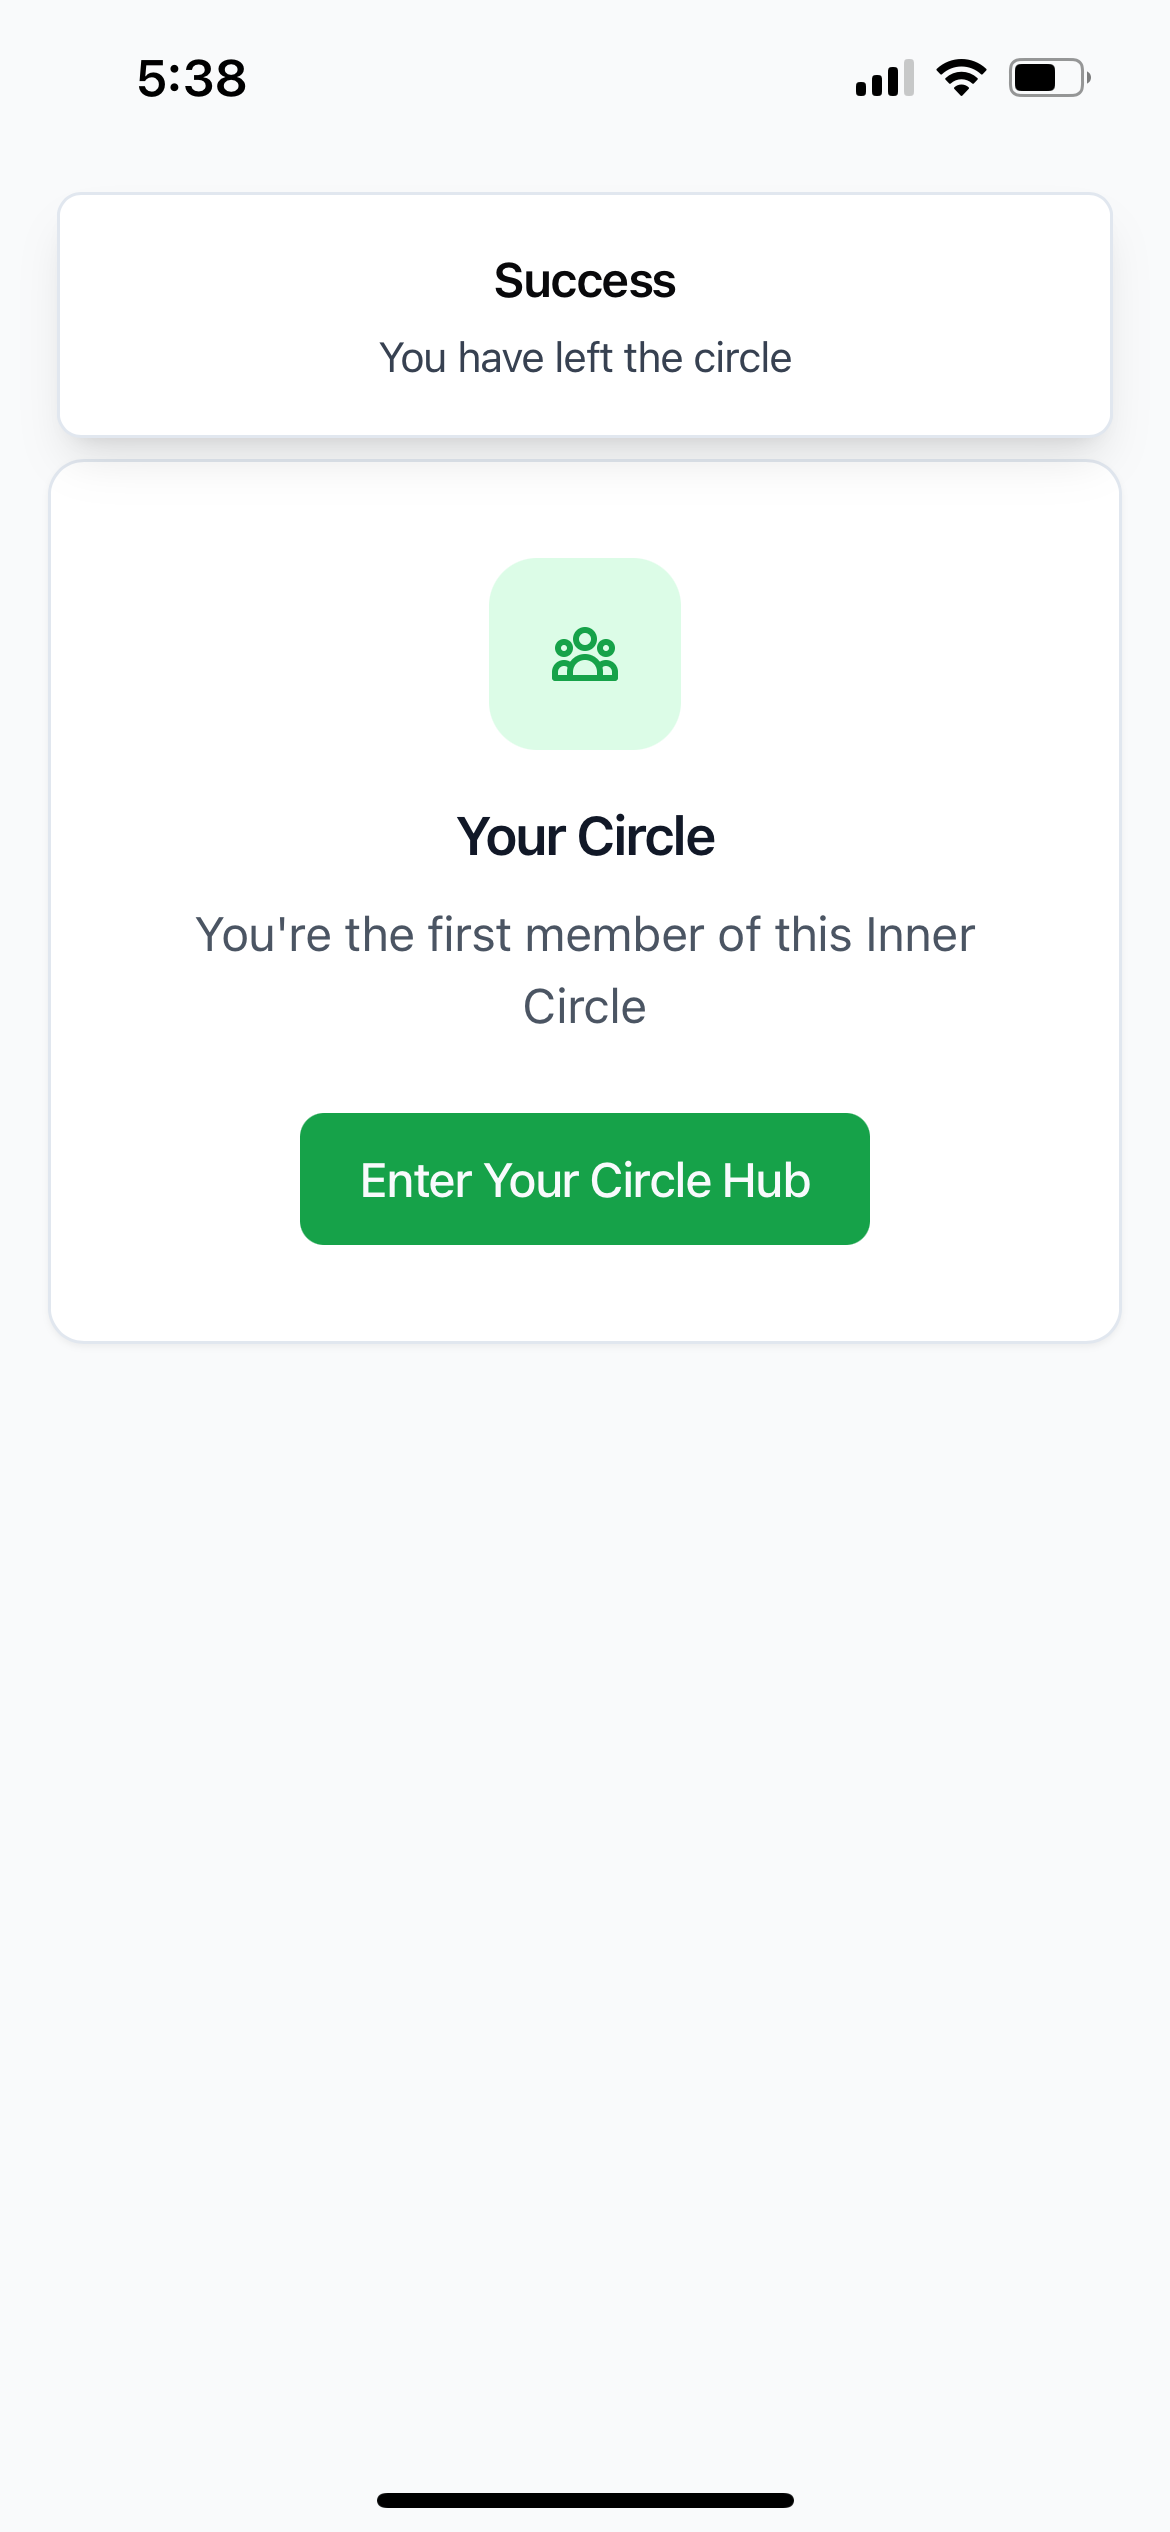 5:38
Success
You have left the circle
Your Circle
You're the first member of this Inner
Circle
Enter Your Circle Hub